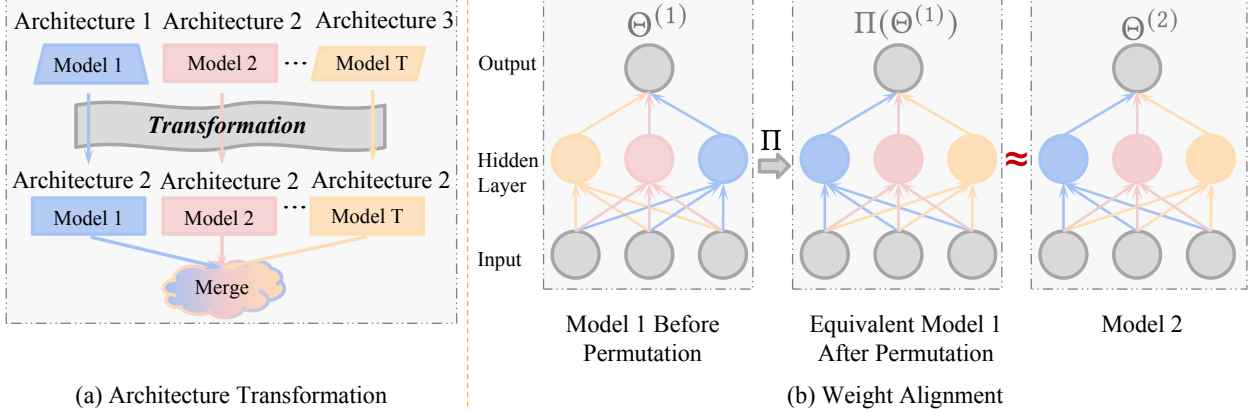 Architecture 1 Architecture 2 Architecture 3
Model 1 Model 2 ··· Model T
Transformation
Architecture 2 Architecture 2 Architecture 2
Model 1 Model 2 ··· Model T
Merge
(a) Architecture Transformation
Θ⁽¹⁾ Π(Θ⁽¹⁾) Θ⁽²⁾
Output
Π
≈
Hidden
Layer
Input
Model 1 Before
Permutation
Equivalent Model 1
After Permutation
Model 2
(b) Weight Alignment